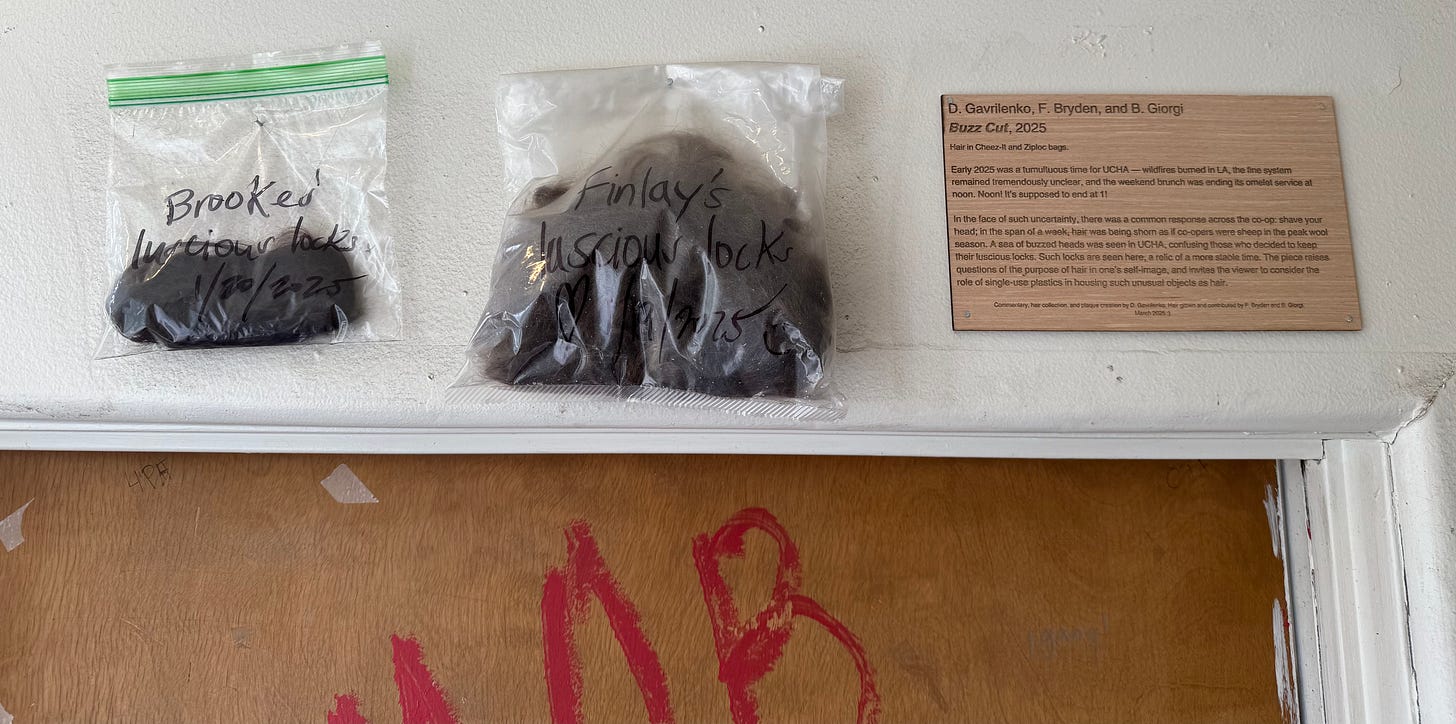 Brookes'
luscious locks
1/20/2025
Finlay's
luscious locks
D. Gavrilenko, F. Bryden, and B. Giorgi
Buzz Cut, 2025
Hair in Cheez-It and Ziploc bags.
Early 2025 was a tumultuous time for UCHA — wildfires burned in LA, the fine system
remained tremendously unclear, and the weekend brunch was ending its omelet service at
noon. Noon! It's supposed to end at 1!
In the face of such uncertainty, there was a common response across the co-op: shave your
head; in the span of a week, hair was being shorn as if co-opers were sheep in the peak wool
season. A sea of buzzed heads was seen in UCHA, confusing those who decided to keep
their luscious locks. Such locks are seen here, a relic of a more stable time. The piece raises
questions of the purpose of hair in one's self-image, and invites the viewer to consider the
role of single-use plastics in housing such unusual objects as hair.
Commentary, hair collection, and plaque creation by D. Gavrilenko. Hair grown and contributed by F. Bryden and B. Giorgi.
March 2025 :)